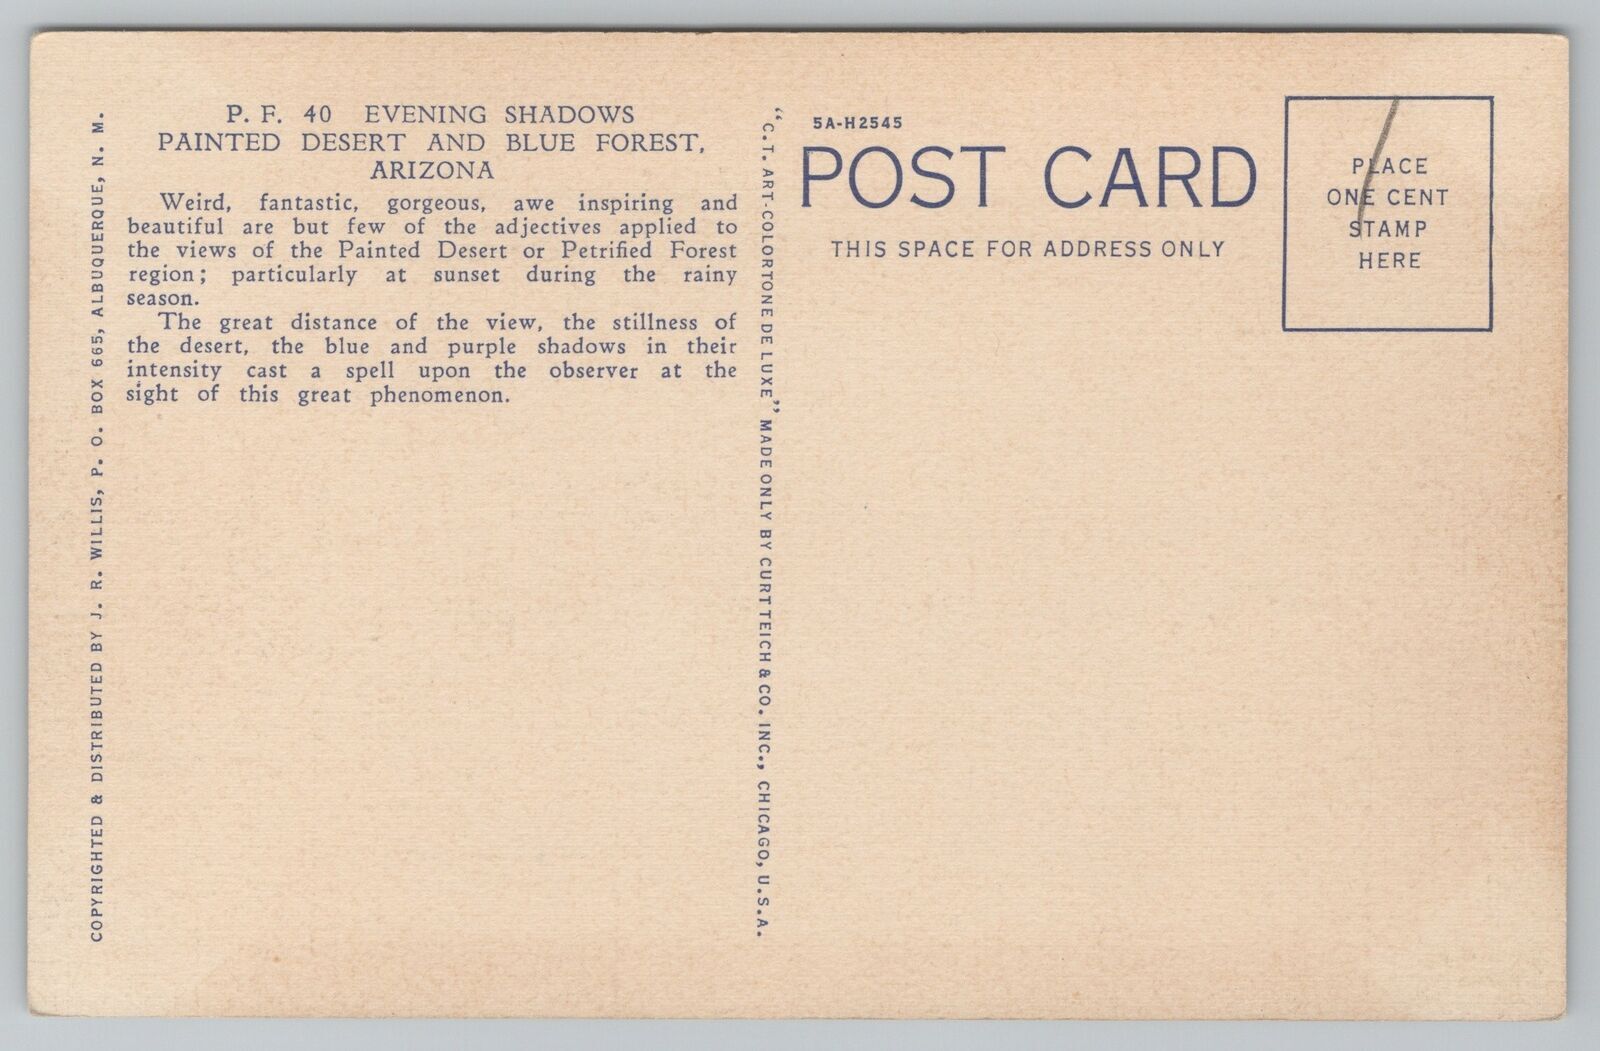 COPYRIGHTED & DISTRIBUTED BY J. R. WILLIS, P. O. BOX 665, ALBUQUERQUE, N. M.
P. F. 40 EVENING SHADOWS
PAINTED DESERT AND BLUE FOREST,
ARIZONA
Weird, fantastic, gorgeous, awe inspiring and
beautiful are but few of the adjectives applied to
the views of the Painted Desert or Petrified Forest
region; particularly at sunset during the rainy
season.
The great distance of the view, the stillness of
the desert, the blue and purple shadows in their
intensity cast a spell upon the observer at the
sight of this great phenomenon.
"C.T. ART-COLORTONE DE LUXE" MADE ONLY BY CURT TEICH & CO. INC., CHICAGO, U.S.A.
5A-H2545
POST CARD
THIS SPACE FOR ADDRESS ONLY
PLACE
ONE CENT
STAMP
HERE